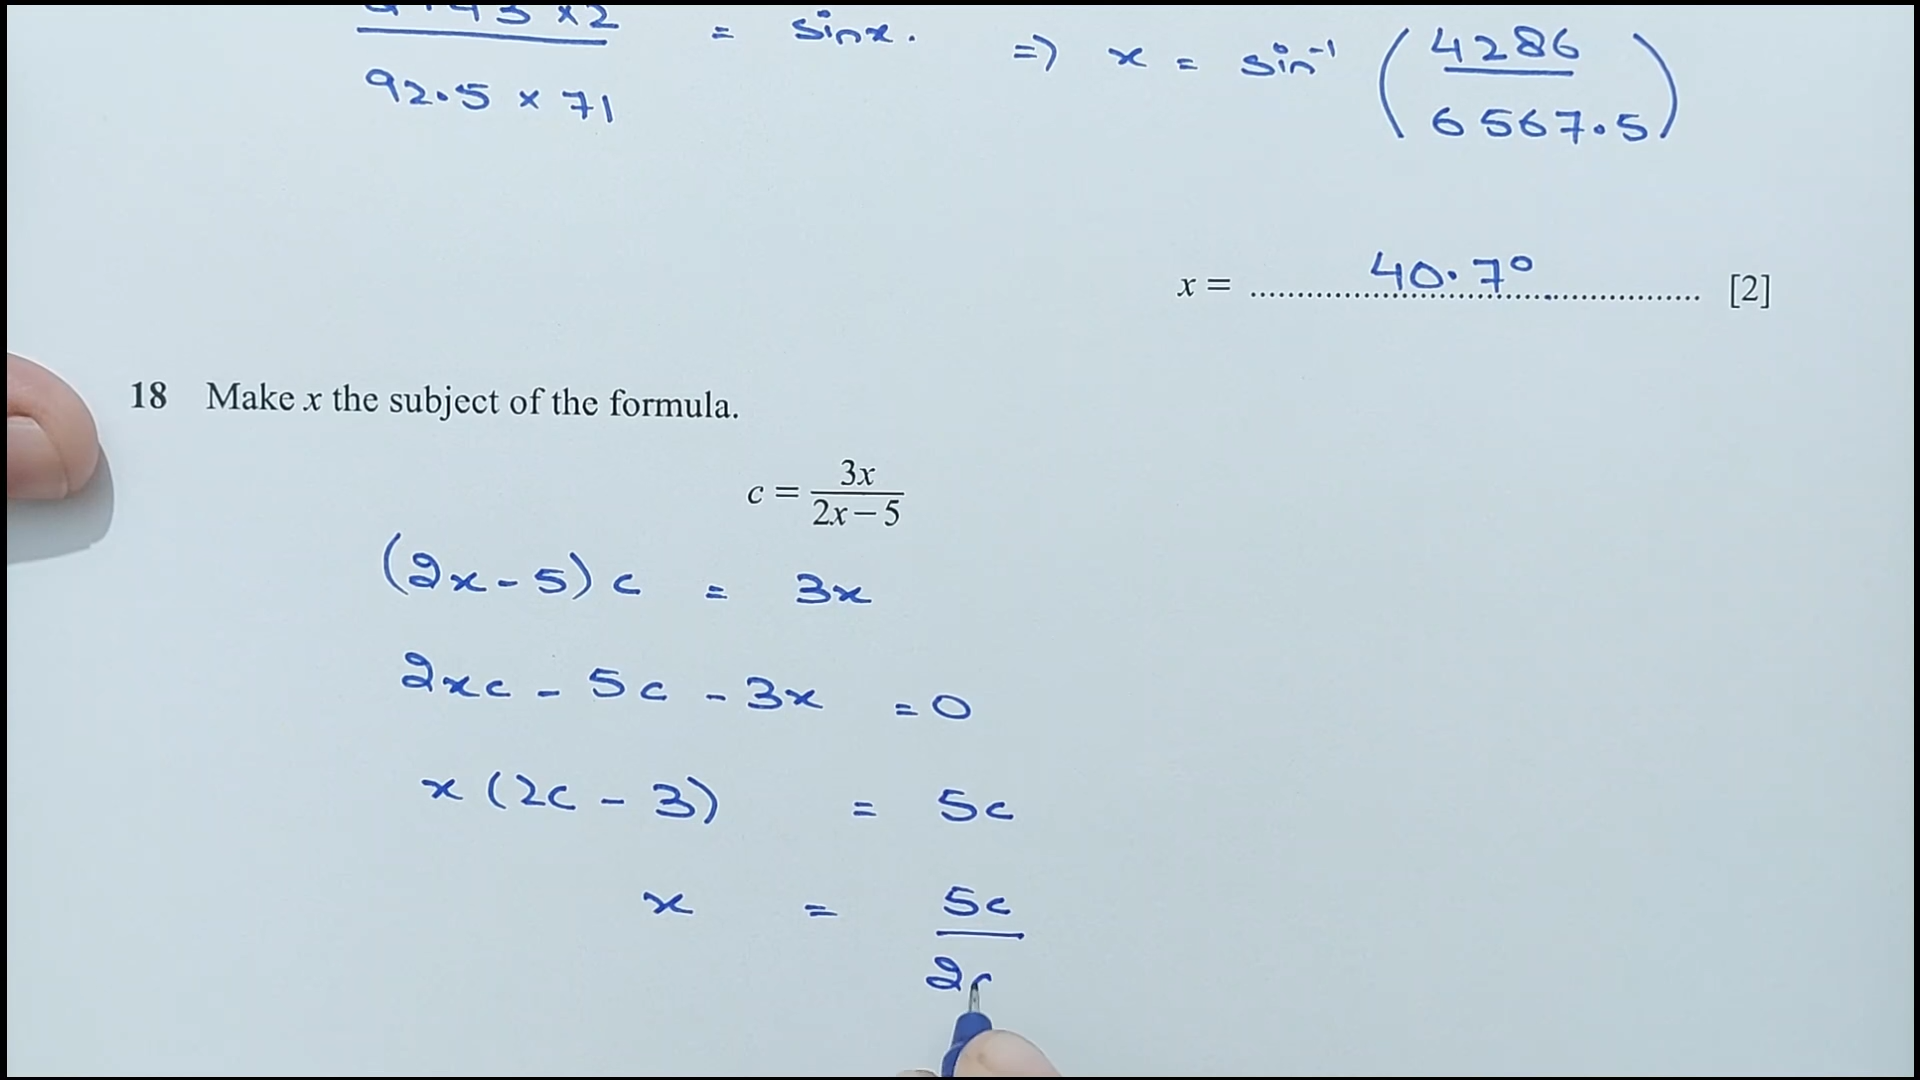 ×2 = sinx. ⇒ x = sin⁻¹ (4286 / 6567.5)
92.5 × 71
x = 40.7° [2]
18 Make x the subject of the formula.
c = 3x / 2x − 5
(2x - 5) c = 3x
2xc - 5c - 3x = 0
x (2c - 3) = 5c
x = 5c
2c